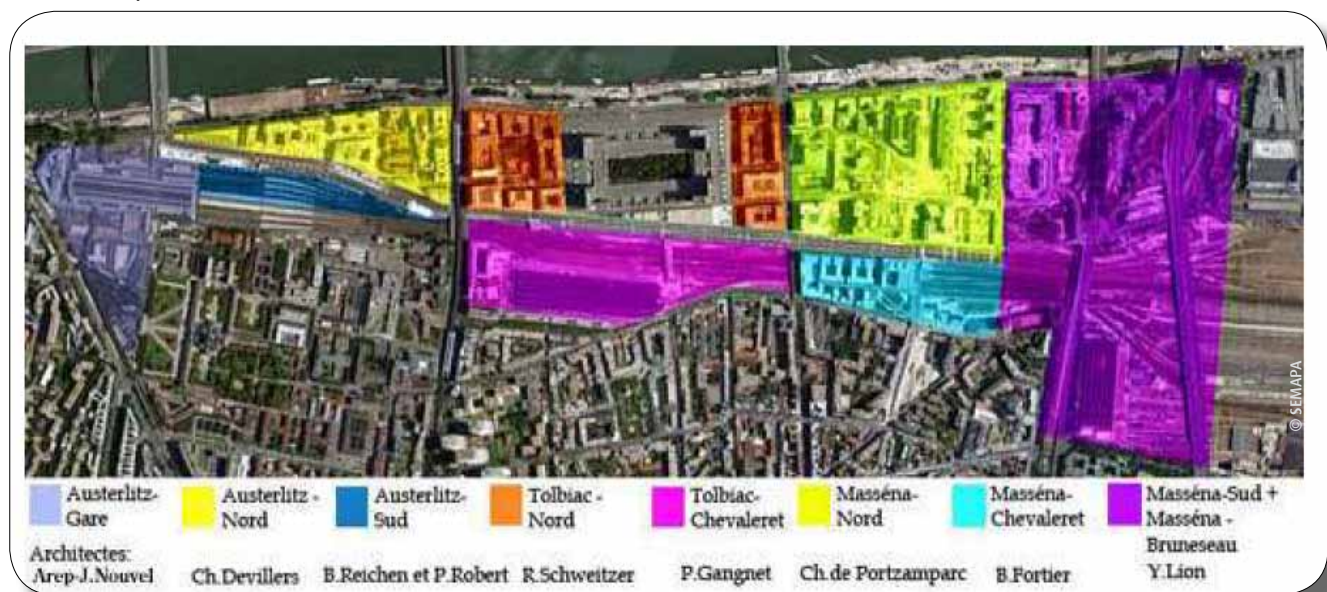 © SEMAPA
Austerlitz-
Gare
Austerlitz -
Nord
Austerlitz-
Sud
Tolbiac -
Nord
Tolbiac-
Chevaleret
Masséna-
Nord
Masséna-
Chevaleret
Masséna-Sud +
Masséna -
Bruneseau
Architectes:
Arep-J.Nouvel
Ch.Devillers
B.Reichen et P.Robert
R.Schweitzer
P.Gangnet
Ch.de Portzamparc
B.Fortier
Y.Lion